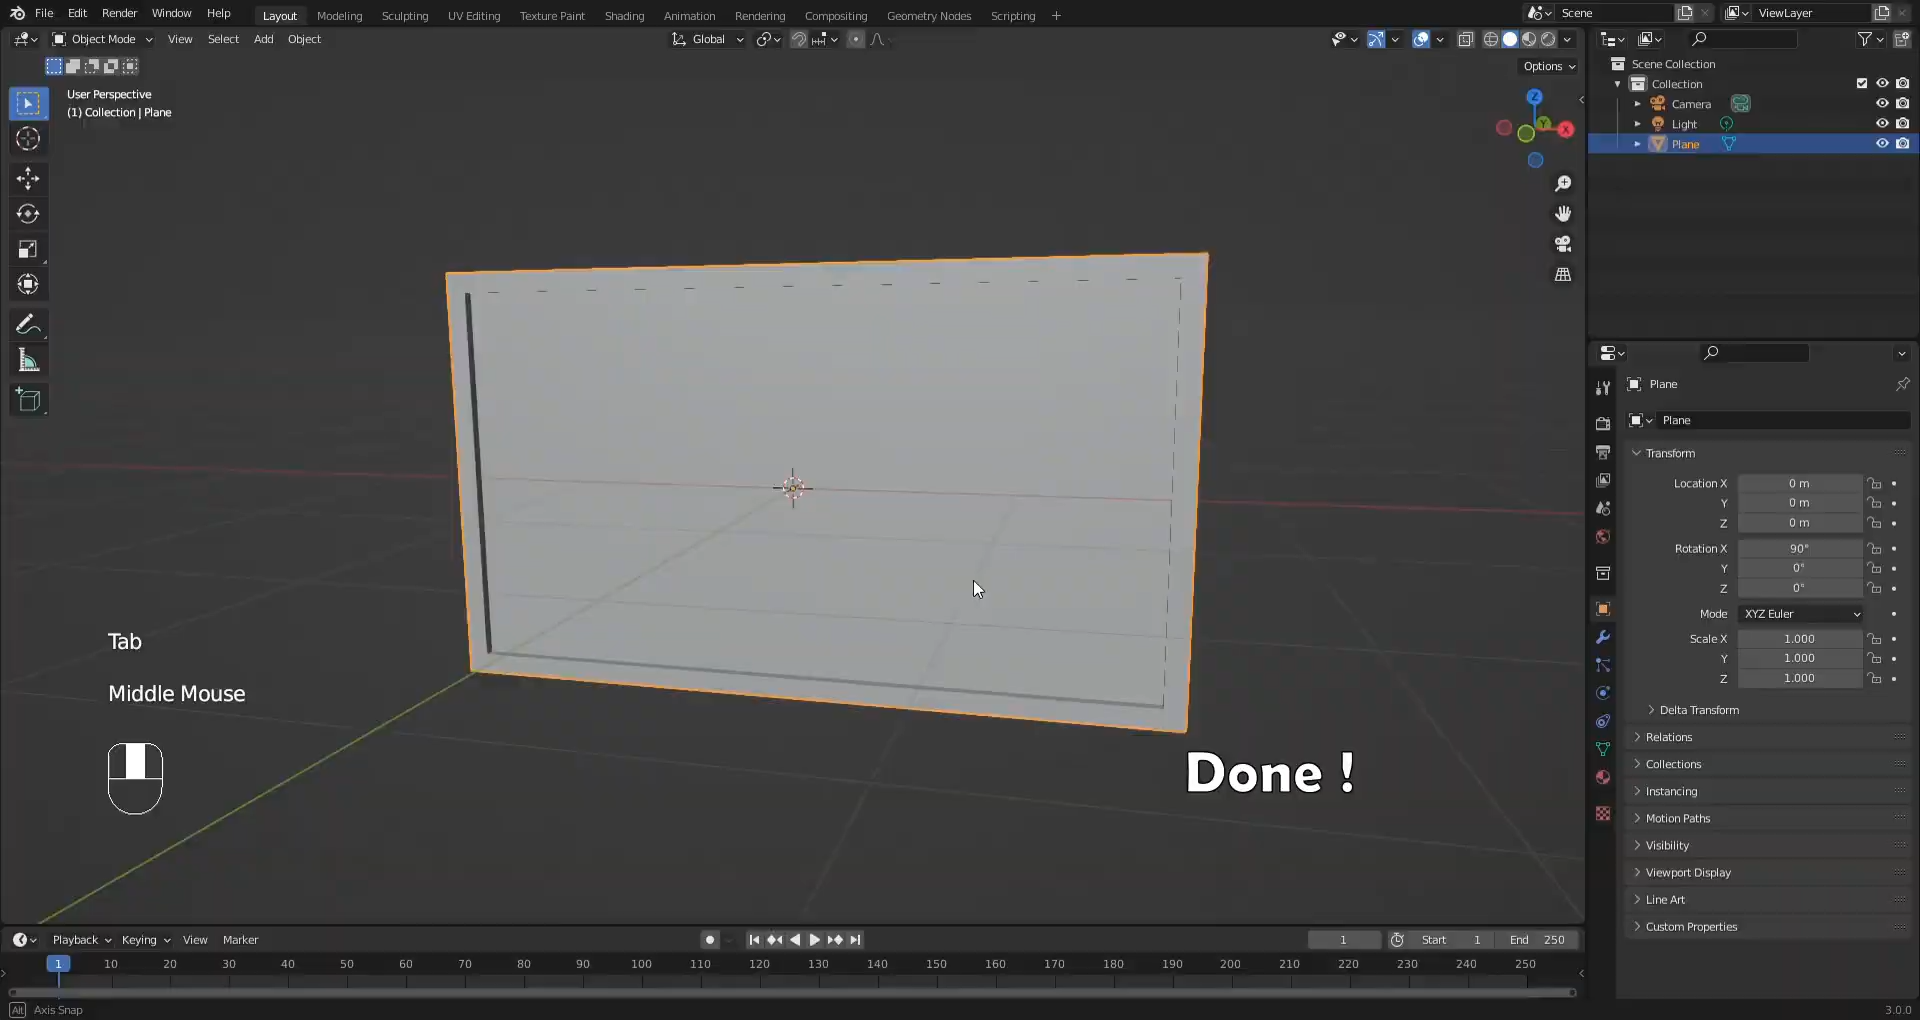 File Edit Render Window Help Layout Modeling Sculpting UV Editing Texture Paint Shading Animation Rendering Compositing Geometry Nodes Scripting + Scene ViewLayer
Object Mode View Select Add Object Global
Options
User Perspective
(1) Collection | Plane
Z
Y
X
Scene Collection
Collection
Camera
Light
Plane
Plane
Plane
Transform
Location X 0 m
Y 0 m
Z 0 m
Rotation X 90°
Y 0°
Z 0°
Mode XYZ Euler
Scale X 1.000
Y 1.000
Z 1.000
Delta Transform
Relations
Collections
Instancing
Motion Paths
Visibility
Viewport Display
Line Art
Custom Properties
Tab
Middle Mouse
Done !
Playback Keying View Marker 1 Start 1 End 250
1 10 20 30 40 50 60 70 80 90 100 110 120 130 140 150 160 170 180 190 200 210 220 230 240 250
Alt Axis Snap 3.0.0